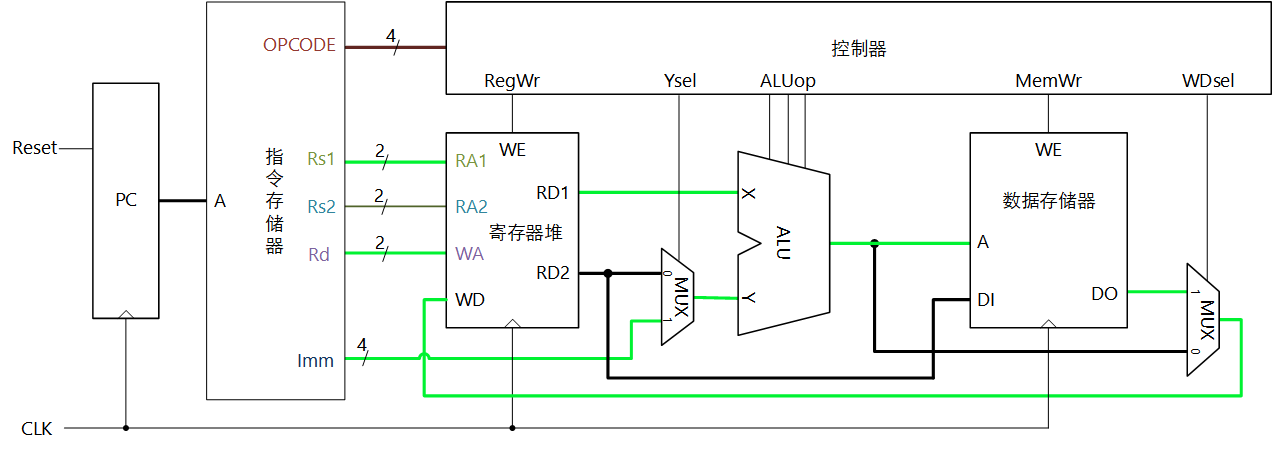 OPCODE
4
控制器
RegWr
Ysel
ALUop
MemWr
WDsel
Reset
PC
A
指令存储器
Rs1
Rs2
Rd
Imm
2
2
2
4
WE
RA1
RA2
WA
WD
RD1
寄存器堆
RD2
0
MUX
1
X
ALU
Y
WE
数据存储器
A
DI
DO
1
MUX
0
CLK